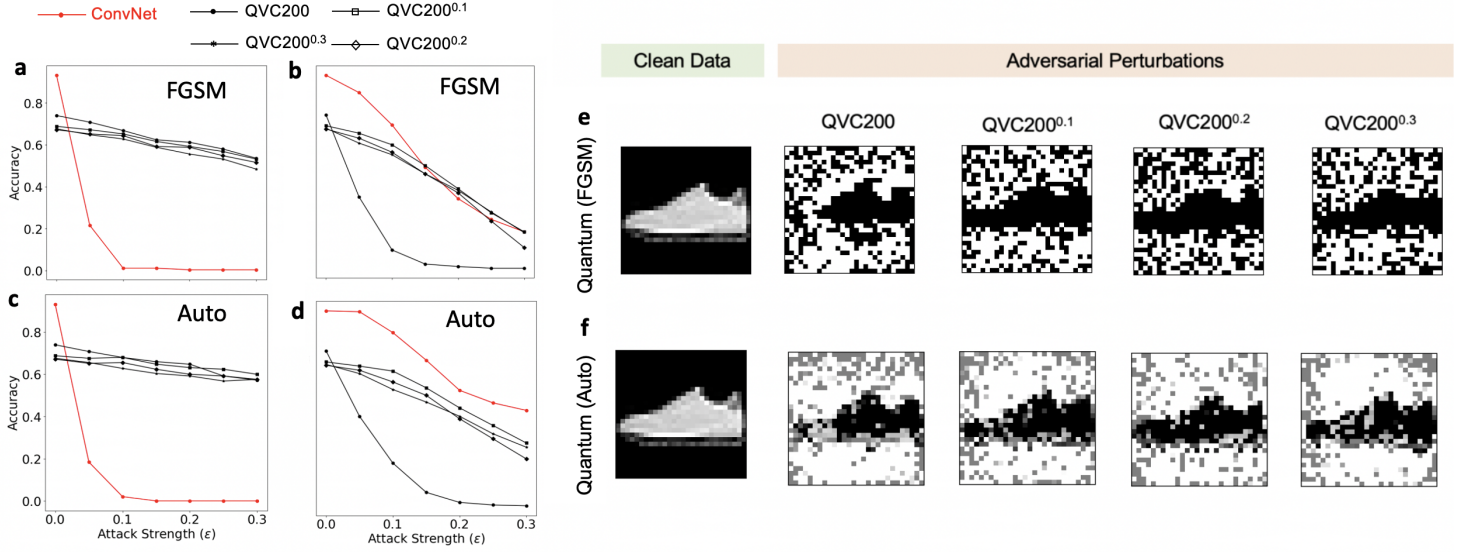 ConvNet QVC200 QVC200^0.1
QVC200^0.3 QVC200^0.2
a FGSM
b FGSM
Accuracy
0.8
0.6
0.4
0.2
0.0
c Auto
d Auto
Accuracy
0.8
0.6
0.4
0.2
0.0
0.0 0.1 0.2 0.3
Attack Strength (ε)
0.0 0.1 0.2 0.3
Attack Strength (ε)
Clean Data Adversarial Perturbations
e
QVC200 QVC200^0.1 QVC200^0.2 QVC200^0.3
Quantum (FGSM)
f
Quantum (Auto)